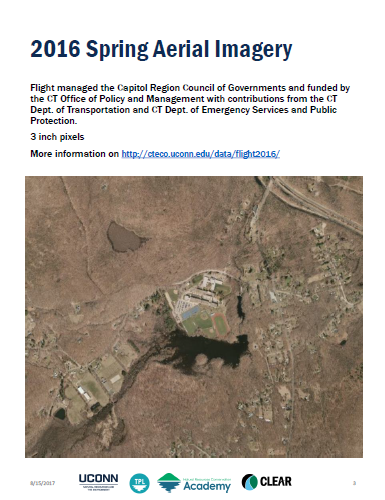 2016 Spring Aerial Imagery
Flight managed the Capitol Region Council of Governments and funded by
the CT Office of Policy and Management with contributions from the CT
Dept. of Transportation and CT Dept. of Emergency Services and Public
Protection.
3 inch pixels
More information on http://cteco.uconn.edu/data/flight2016/
8/15/2017
UCONN
TPL
Academy
CLEAR
3